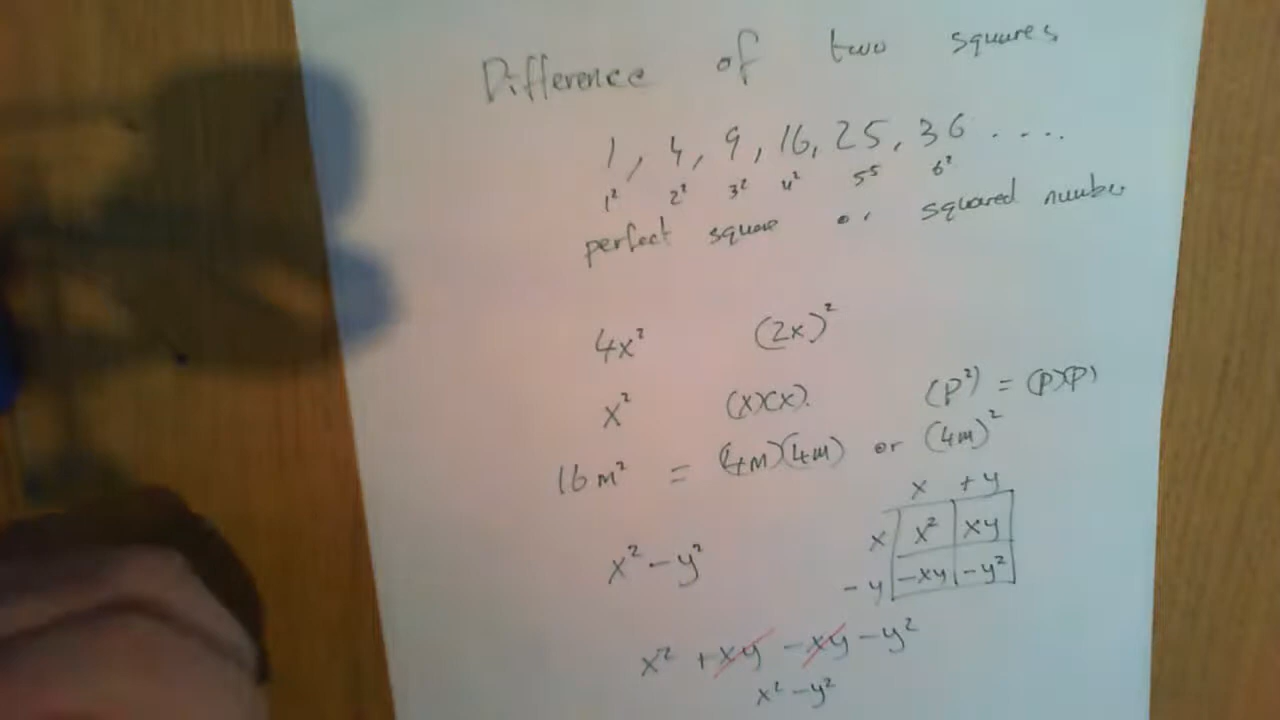 Difference of two squares
1, 4, 9, 16, 25, 36 ....
1² 2² 3² 4² 5⁵ 6²
perfect square or squared number
4x² (2x)²
x² (x)(x). (p²) = (p)(p)
16m² = (4m)(4m) or (4m)²
x + y
x x² xy
x² - y²
- y -xy -y²
x² + xy - xy - y²
x² - y²